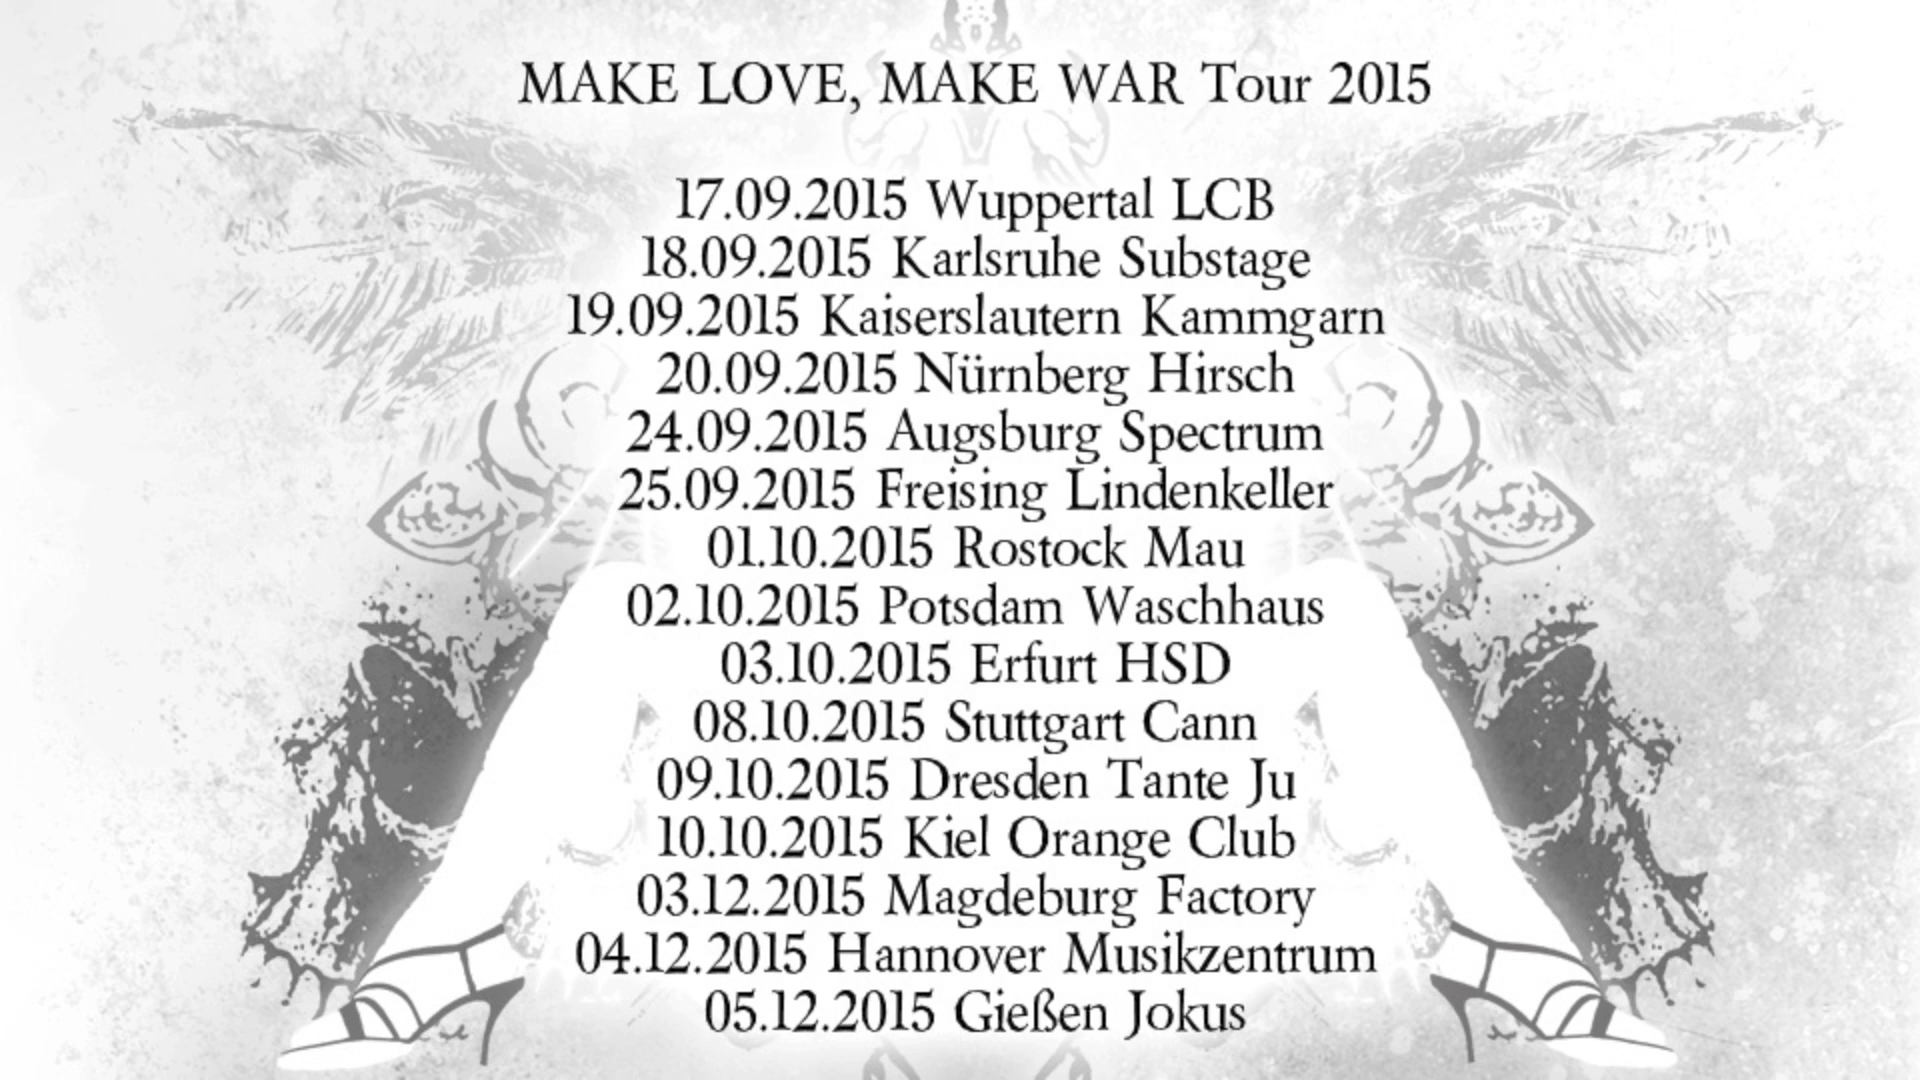 MAKE LOVE, MAKE WAR Tour 2015
17.09.2015 Wuppertal LCB
18.09.2015 Karlsruhe Substage
19.09.2015 Kaiserslautern Kammgarn
20.09.2015 Nürnberg Hirsch
24.09.2015 Augsburg Spectrum
25.09.2015 Freising Lindenkeller
01.10.2015 Rostock Mau
02.10.2015 Potsdam Waschhaus
03.10.2015 Erfurt HSD
08.10.2015 Stuttgart Cann
09.10.2015 Dresden Tante Ju
10.10.2015 Kiel Orange Club
03.12.2015 Magdeburg Factory
04.12.2015 Hannover Musikzentrum
05.12.2015 Gießen Jokus